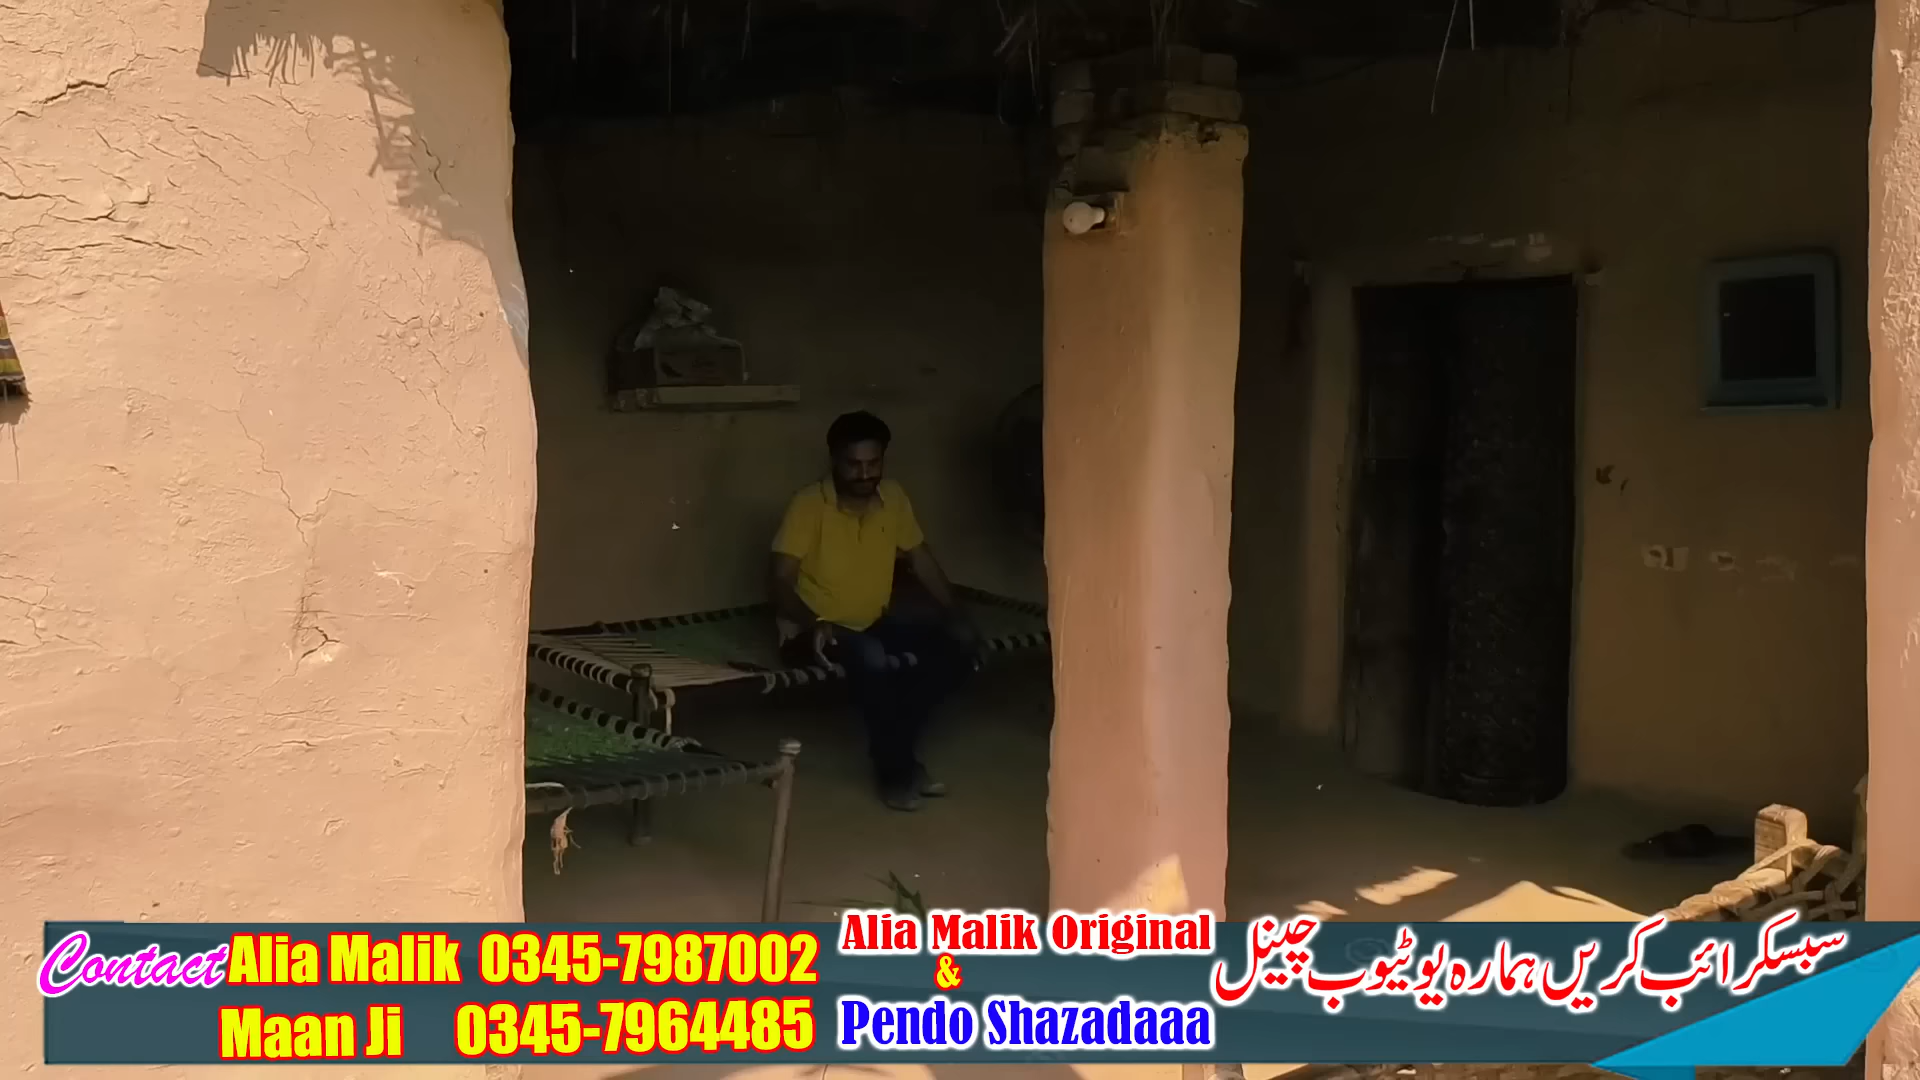 Contact Alia Malik 0345-7987002
Maan Ji 0345-7964485
Alia Malik Original
&
Pendo Shazadaaa
سبسکرائب کریں ہمارہ یوٹیوب چینل